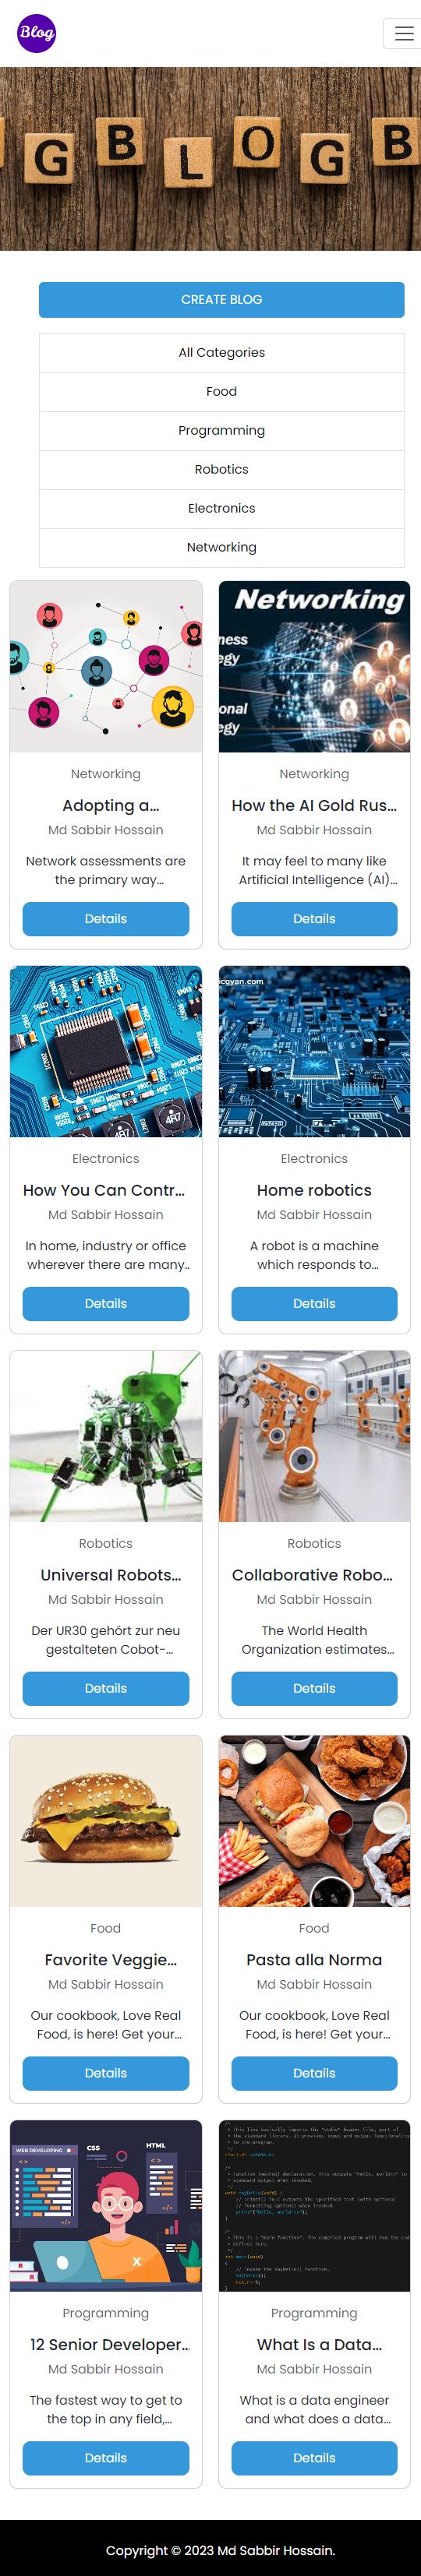 Blog
G B L O G B
CREATE BLOG
All Categories
Food
Programming
Robotics
Electronics
Networking
Networking
ness
egy
ional
tegy
Networking
Adopting a...
Md Sabbir Hossain
Network assessments are
the primary way...
Details
Networking
How the AI Gold Rus...
Md Sabbir Hossain
It may feel to many like
Artificial Intelligence (AI)...
Details
4R7
icgyan.com
Electronics
How You Can Contr...
Md Sabbir Hossain
In home, industry or office
wherever there are many..
Details
Electronics
Home robotics
Md Sabbir Hossain
A robot is a machine
which responds to...
Details
Robotics
Universal Robots...
Md Sabbir Hossain
Der UR30 gehört zur neu
gestalteten Cobot-...
Details
Robotics
Collaborative Robo...
Md Sabbir Hossain
The World Health
Organization estimates...
Details
Food
Favorite Veggie...
Md Sabbir Hossain
Our cookbook, Love Real
Food, is here! Get your...
Details
Food
Pasta alla Norma
Md Sabbir Hossain
Our cookbook, Love Real
Food, is here! Get your...
Details
WEB DEVELOPING
CSS
HTML
Programming
12 Senior Developer...
Md Sabbir Hossain
The fastest way to get to
the top in any field,...
Details
Programming
What Is a Data...
Md Sabbir Hossain
What is a data engineer
and what does a data...
Details
Copyright © 2023 Md Sabbir Hossain.